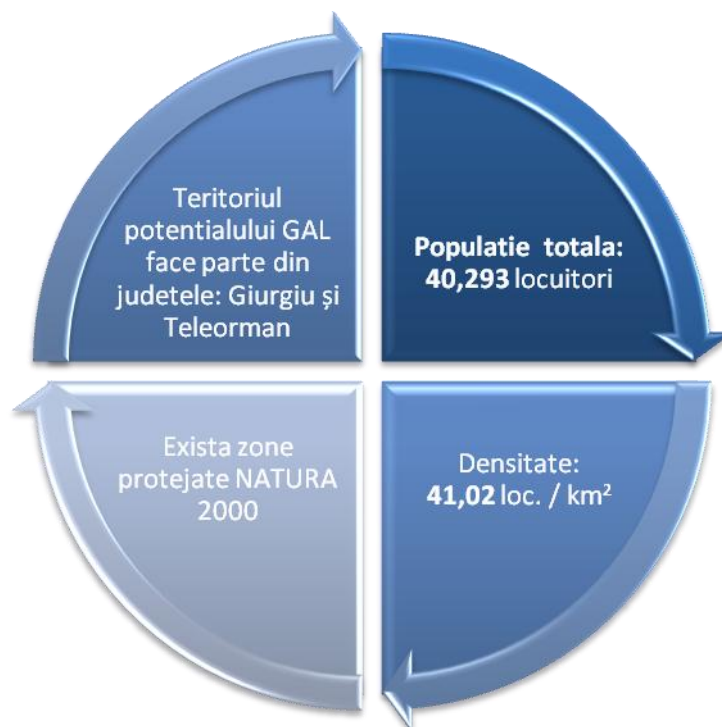 Teritoriul
potentialului GAL
face parte din
judetele: Giurgiu și
Teleorman
Populatie totala:
40,293 locuitori
Exista zone
protejate NATURA
2000
Densitate:
41,02 loc. / km²